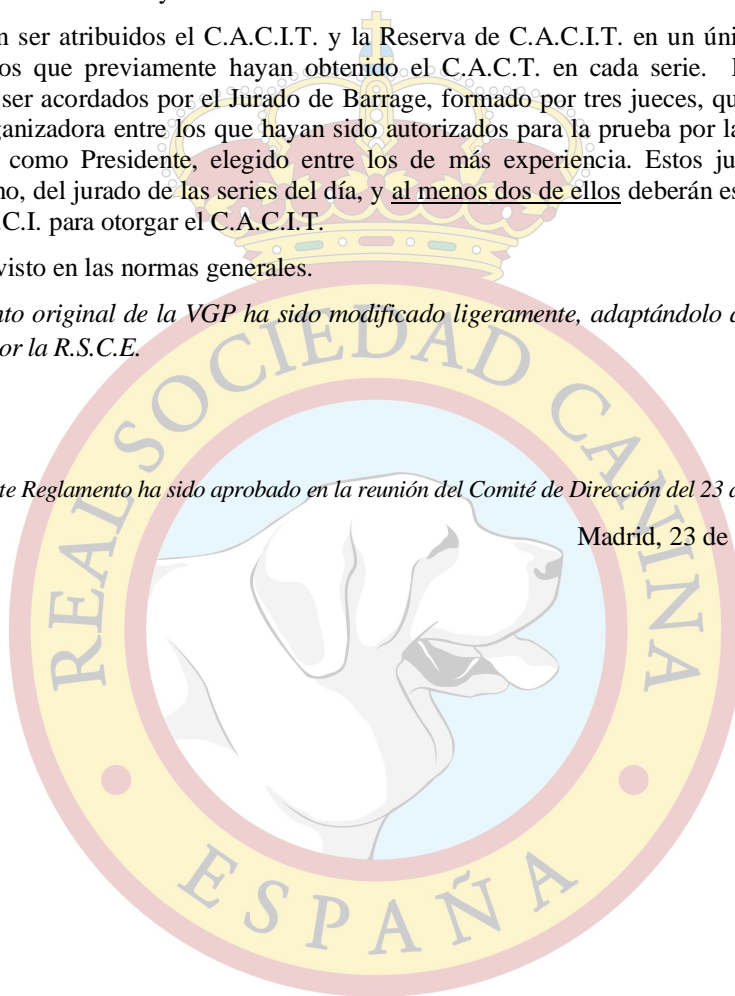 n ser atribuidos el C.A.C.I.T. y la Reserva de C.A.C.I.T. en un úni
os que previamente hayan obtenido el C.A.C.T. en cada serie.
ser acordados por el Jurado de Barrage, formado por tres jueces, qu
ganizadora entre los que hayan sido autorizados para la prueba por la
como Presidente, elegido entre los de más experiencia. Estos ju
no, del jurado de las series del día, y al menos dos de ellos deberán es
.C.I. para otorgar el C.A.C.I.T.
visto en las normas generales.
nto original de la VGP ha sido modificado ligeramente, adaptándolo a
or la R.S.C.E.
te Reglamento ha sido aprobado en la reunión del Comité de Dirección del 23 d
Madrid, 23 de
REAL SOCIEDAD CANINA
ESPAÑA